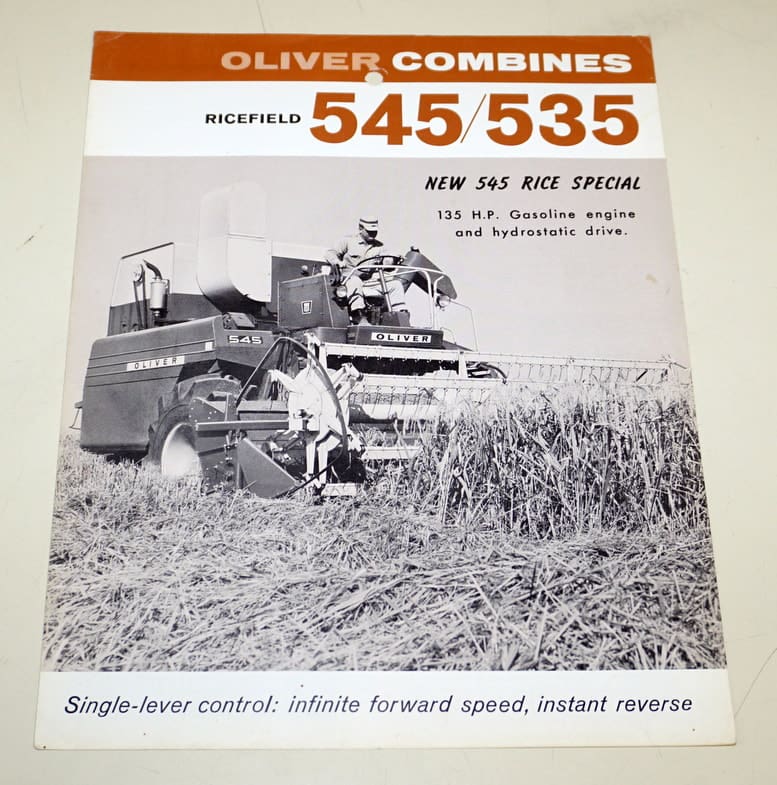 OLIVER COMBINES
RICEFIELD 545/535
NEW 545 RICE SPECIAL
135 H.P. Gasoline engine
and hydrostatic drive.
545
OLIVER
OLIVER
Single-lever control: infinite forward speed, instant reverse